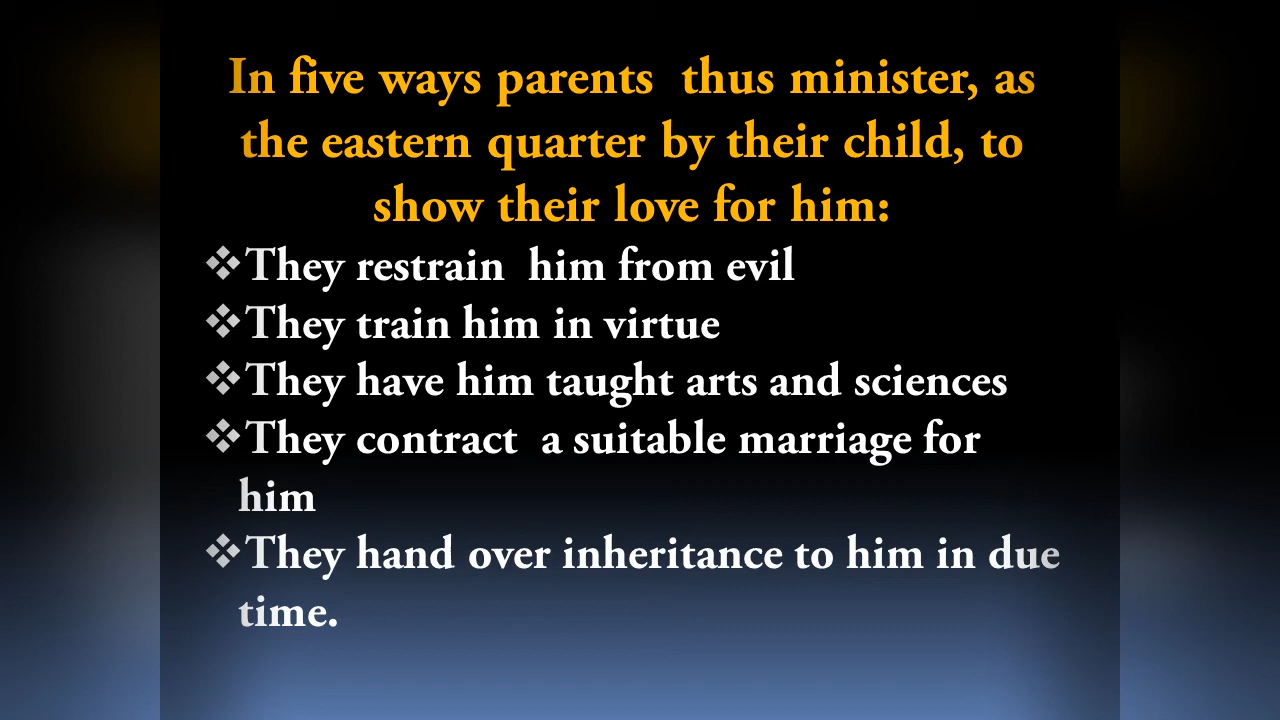 In five ways parents  thus minister, as
the eastern quarter by their child, to
show their love for him:
❖They restrain  him from evil
❖They train him in virtue
❖They have him taught arts and sciences
❖They contract  a suitable marriage for
him
❖They hand over inheritance to him in due
time.